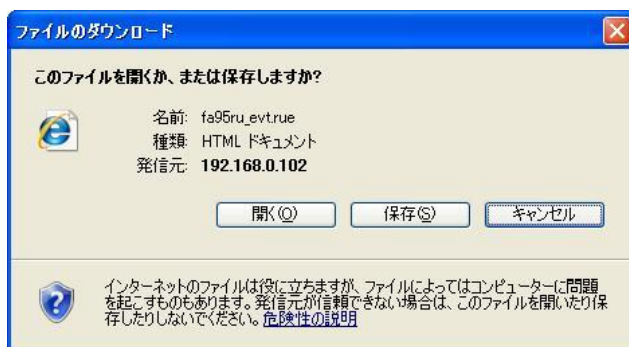 ファイルのダウンロード
このファイルを開くか、または保存しますか?
名前: fa95ru_evt.rue
種類: HTML ドキュメント
発信元: 192.168.0.102
開く(O) 保存(S) キャンセル
インターネットのファイルは役に立ちますが、ファイルによってはコンピューターに問題
を起こすものもあります。発信元が信頼できない場合は、このファイルを開いたり保
存したりしないでください。危険性の説明